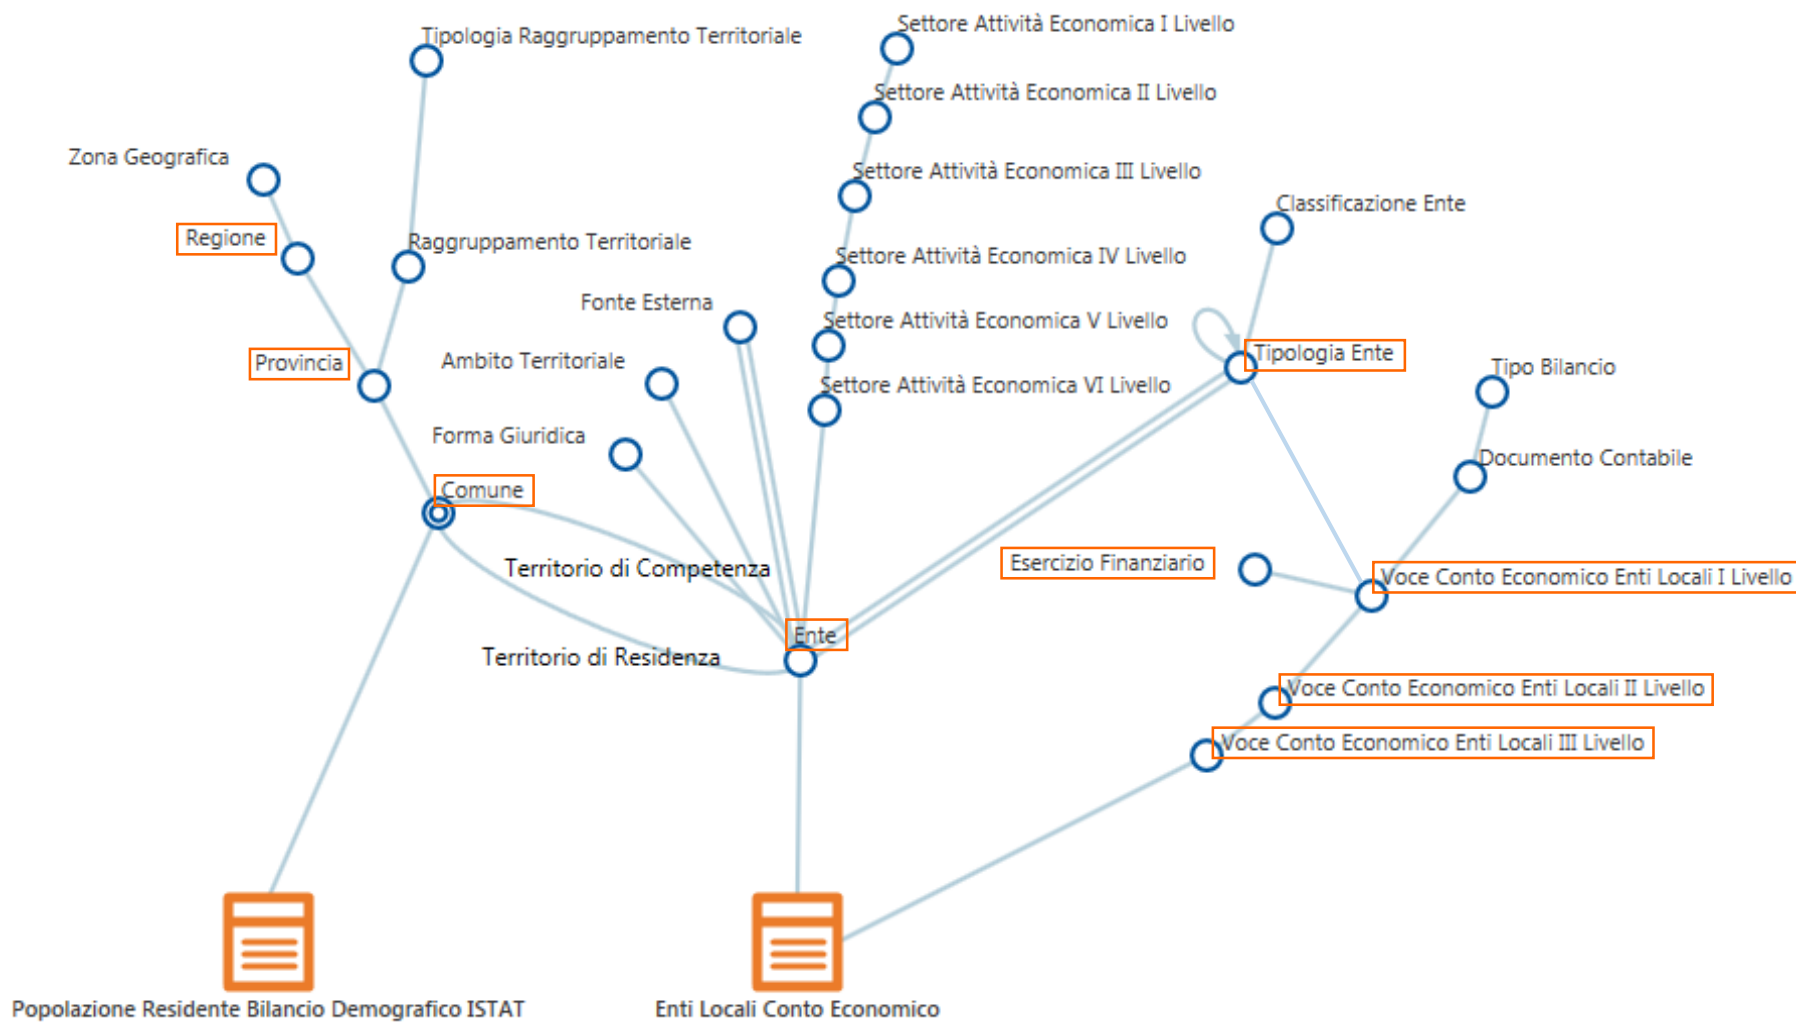 Settore Attività Economica I Livello
Tipologia Raggruppamento Territoriale
Settore Attività Economica II Livello
Zona Geografica
Settore Attività Economica III Livello
Classificazione Ente
Regione
Raggruppamento Territoriale
Settore Attività Economica IV Livello
Fonte Esterna
Settore Attività Economica V Livello
Tipologia Ente
Provincia
Ambito Territoriale
Tipo Bilancio
Settore Attività Economica VI Livello
Forma Giuridica
Documento Contabile
Comune
Esercizio Finanziario
Territorio di Competenza
Voce Conto Economico Enti Locali I Livello
Ente
Territorio di Residenza
Voce Conto Economico Enti Locali II Livello
Voce Conto Economico Enti Locali III Livello
Popolazione Residente Bilancio Demografico ISTAT
Enti Locali Conto Economico